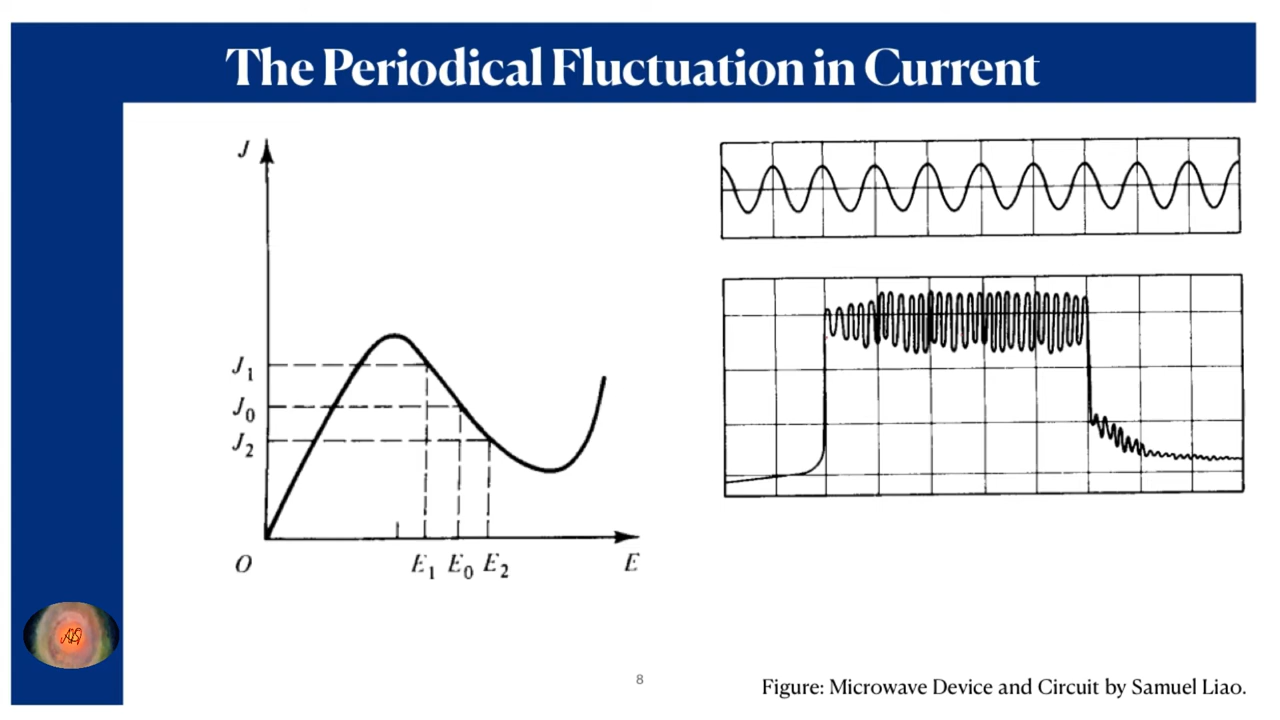 The Periodical Fluctuation in Current
J
J1
J0
J2
O
E1 E0 E2
E
8
Figure: Microwave Device and Circuit by Samuel Liao.